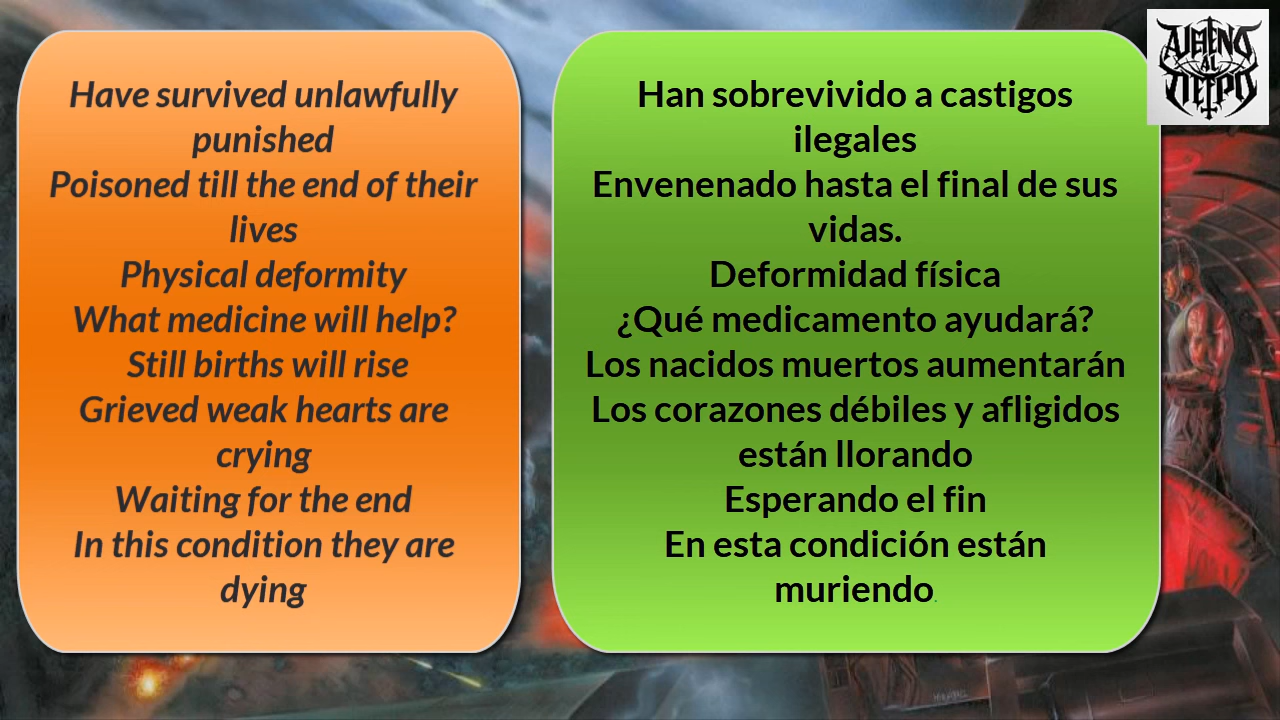 Have survived unlawfully
punished
Poisoned till the end of their
lives
Physical deformity
What medicine will help?
Still births will rise
Grieved weak hearts are
crying
Waiting for the end
In this condition they are
dying
Han sobrevivido a castigos
ilegales
Envenenado hasta el final de sus
vidas.
Deformidad física
¿Qué medicamento ayudará?
Los nacidos muertos aumentarán
Los corazones débiles y afligidos
están llorando
Esperando el fin
En esta condición están
muriendo.